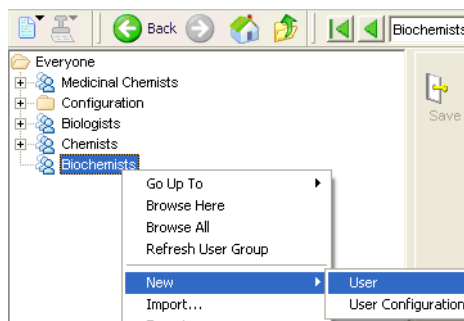 Back
Biochemists
Everyone
Medicinal Chemists
Configuration
Biologists
Chemists
Biochemists
Save
Go Up To
Browse Here
Browse All
Refresh User Group
New
User
Import...
User Configuration